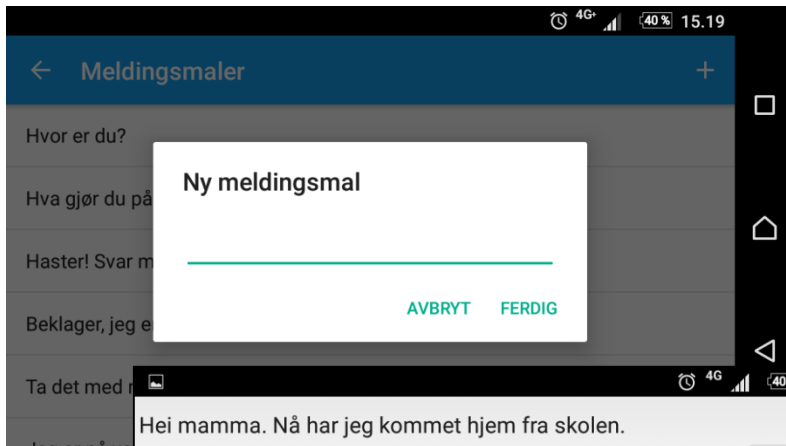 4G+ 40 % 15.19
Meldingsmaler
Hvor er du?
Hva gjør du på
Ny meldingsmal
Haster! Svar m
AVBRYT FERDIG
Beklager, jeg e
Ta det med r
4G 40
Hei mamma. Nå har jeg kommet hjem fra skolen.